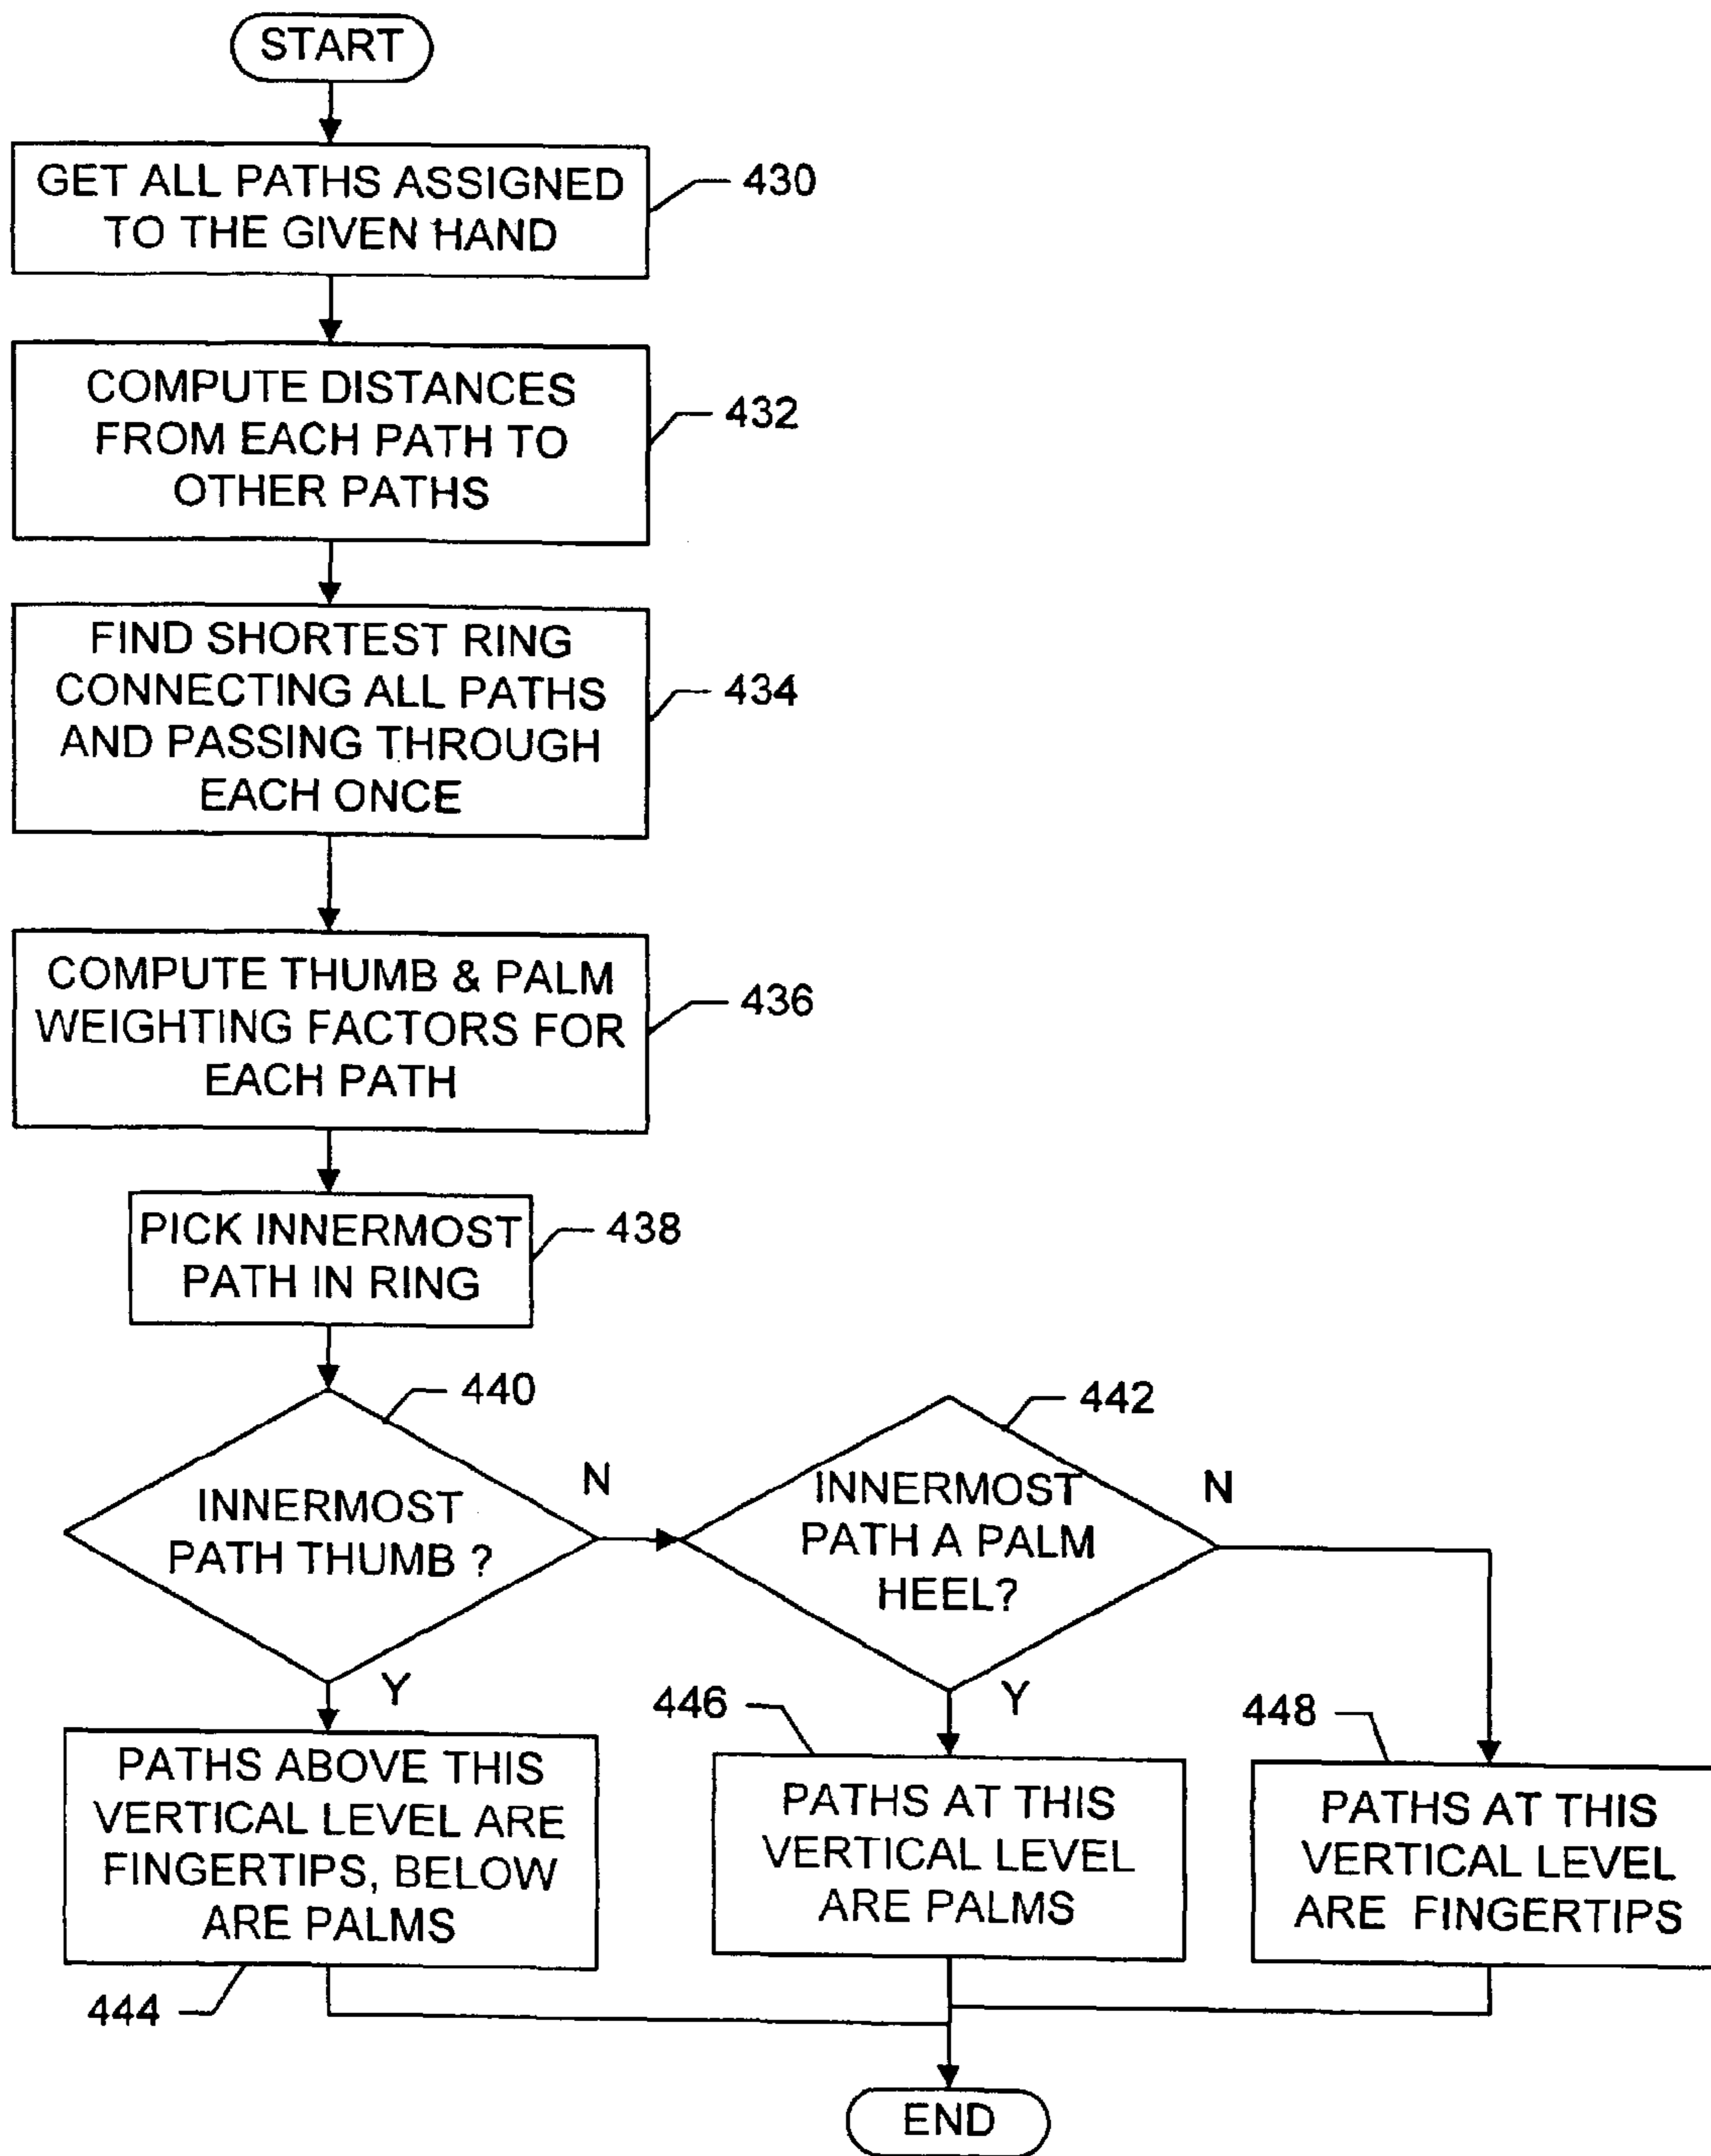 START
GET ALL PATHS ASSIGNED
TO THE GIVEN HAND
430
COMPUTE DISTANCES
FROM EACH PATH TO
OTHER PATHS
432
FIND SHORTEST RING
CONNECTING ALL PATHS
AND PASSING THROUGH
EACH ONCE
434
COMPUTE THUMB & PALM
WEIGHTING FACTORS FOR
EACH PATH
436
PICK INNERMOST
PATH IN RING
438
440
INNERMOST
PATH THUMB ?
N
Y
442
INNERMOST
PATH A PALM
HEEL?
N
Y
PATHS ABOVE THIS
VERTICAL LEVEL ARE
FINGERTIPS, BELOW
ARE PALMS
444
446
PATHS AT THIS
VERTICAL LEVEL
ARE PALMS
448
PATHS AT THIS
VERTICAL LEVEL
ARE FINGERTIPS
END